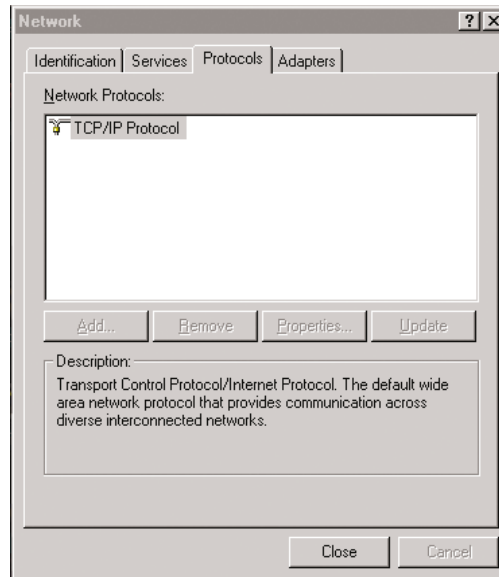 Network
Identification Services Protocols Adapters
Network Protocols:
TCP/IP Protocol
Add... Remove Properties... Update
Description:
Transport Control Protocol/Internet Protocol. The default wide
area network protocol that provides communication across
diverse interconnected networks.
Close Cancel